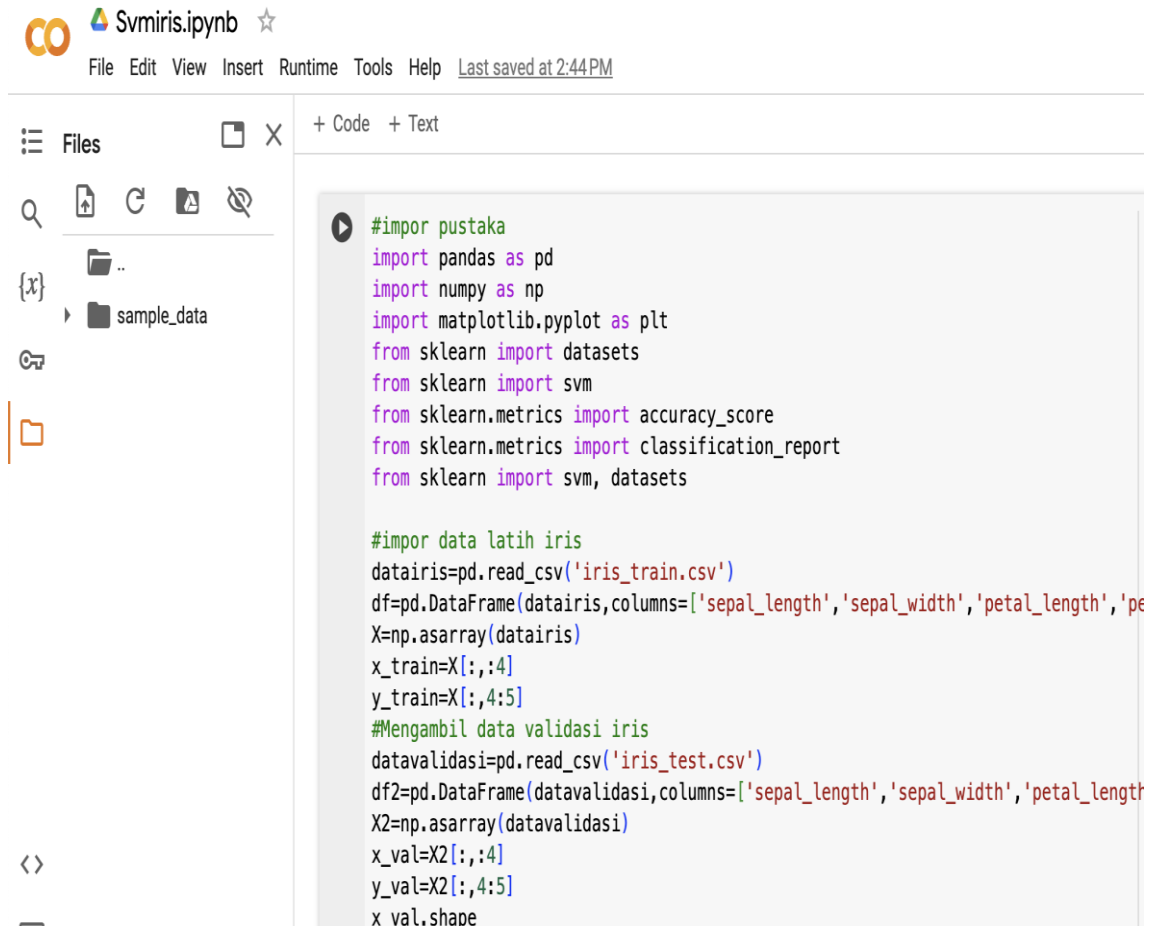 Svmiris.ipynb
File Edit View Insert Runtime Tools Help Last saved at 2:44 PM
Files
+ Code + Text
..
{x}
sample_data
#impor pustaka
import pandas as pd
import numpy as np
import matplotlib.pyplot as plt
from sklearn import datasets
from sklearn import svm
from sklearn.metrics import accuracy_score
from sklearn.metrics import classification_report
from sklearn import svm, datasets
#impor data latih iris
datairis=pd.read_csv('iris_train.csv')
df=pd.DataFrame(datairis,columns=['sepal_length','sepal_width','petal_length','pe
X=np.asarray(datairis)
x_train=X[:,:4]
y_train=X[:,4:5]
#Mengambil data validasi iris
datavalidasi=pd.read_csv('iris_test.csv')
df2=pd.DataFrame(datavalidasi,columns=['sepal_length','sepal_width','petal_length
X2=np.asarray(datavalidasi)
x_val=X2[:,:4]
y_val=X2[:,4:5]
x_val.shape